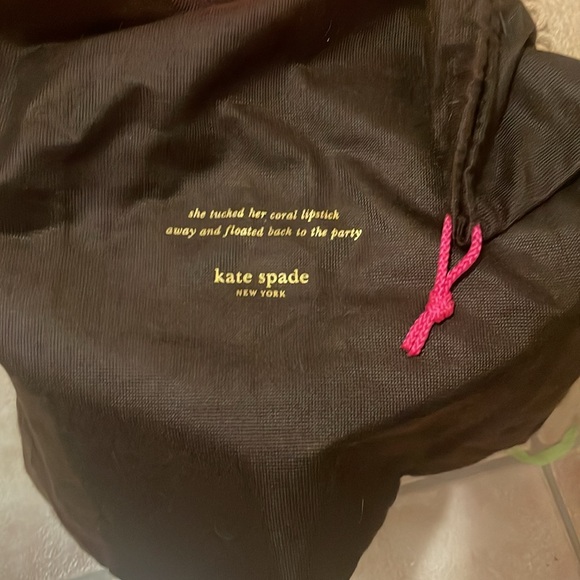 she tucked her coral lipstick
away and floated back to the party
kate spade
NEW YORK